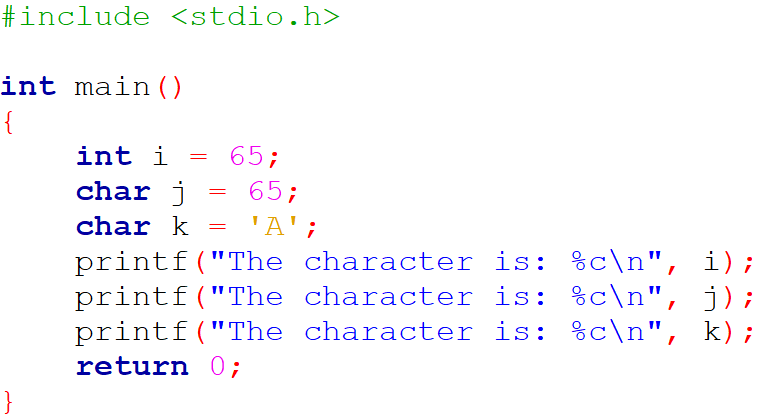 #include <stdio.h>

int main()
{
    int i = 65;
    char j = 65;
    char k = 'A';
    printf("The character is: %c\n", i);
    printf("The character is: %c\n", j);
    printf("The character is: %c\n", k);
    return 0;
}